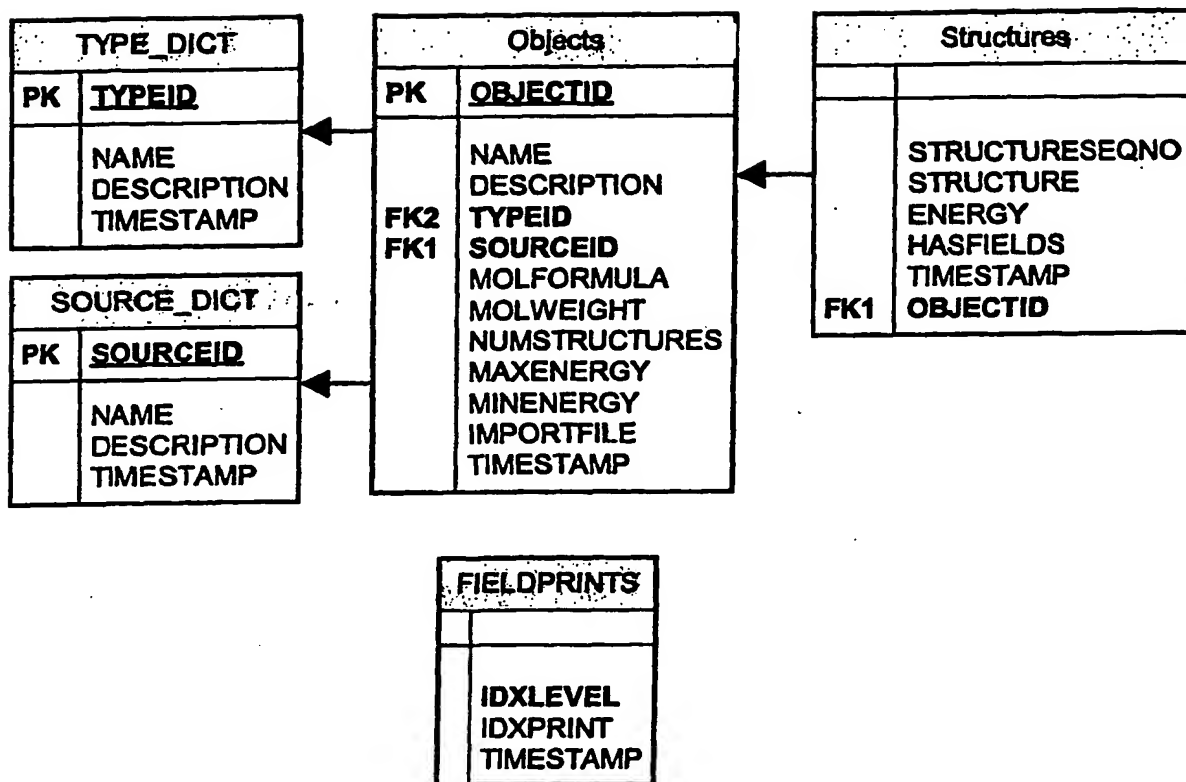 TYPE_DICT
PK TYPEID
NAME
DESCRIPTION
TIMESTAMP
SOURCE_DICT
PK SOURCEID
NAME
DESCRIPTION
TIMESTAMP
Objects
PK OBJECTID
NAME
DESCRIPTION
FK2 TYPEID
FK1 SOURCEID
MOLFORMULA
MOLWEIGHT
NUMSTRUCTURES
MAXENERGY
MINENERGY
IMPORTFILE
TIMESTAMP
Structures
STRUCTURESEQNO
STRUCTURE
ENERGY
HASFIELDS
TIMESTAMP
FK1 OBJECTID
FIELDPRINTS
IDXLEVEL
IDXPRINT
TIMESTAMP